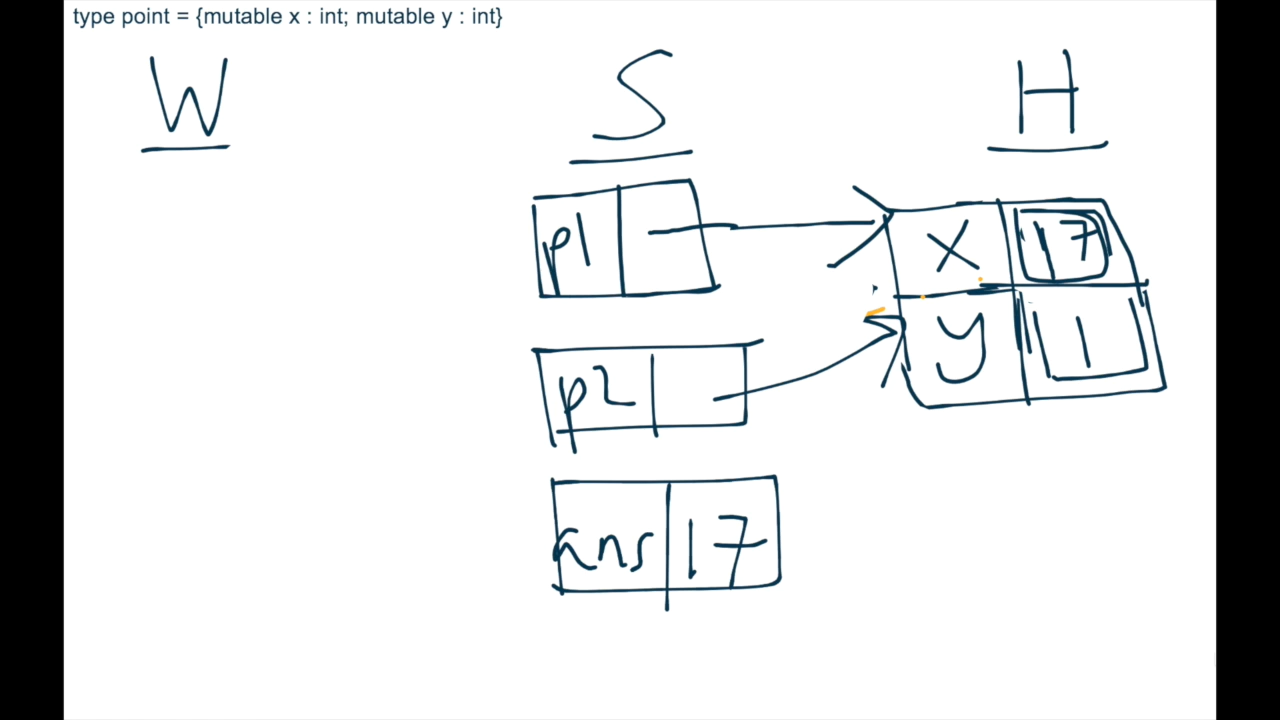 type point = {mutable x : int; mutable y : int}
W S H
p1 x 17
y 1
p2
ans 17